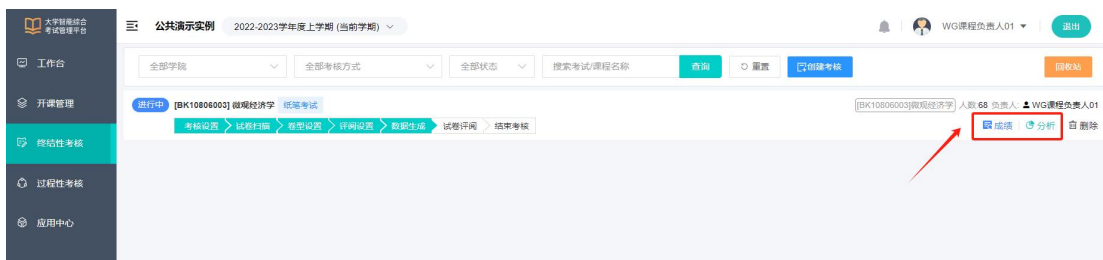 大学智能综合
考试管理平台
公共演示实例 2022-2023学年度上学期 (当前学期)
WG课程负责人01
退出
工作台
全部学院 全部考核方式 全部状态 搜索考试/课程名称 查询 重置 创建考核 回收站
开课管理
进行中 [BK10806003] 微观经济学 纸笔考试
[BK10806003]微观经济学 人数:68 负责人: WG课程负责人01
考核设置 试卷扫描 卷型设置 评阅设置 数据生成 试卷评阅 结束考核
成绩 分析 删除
终结性考核
过程性考核
应用中心